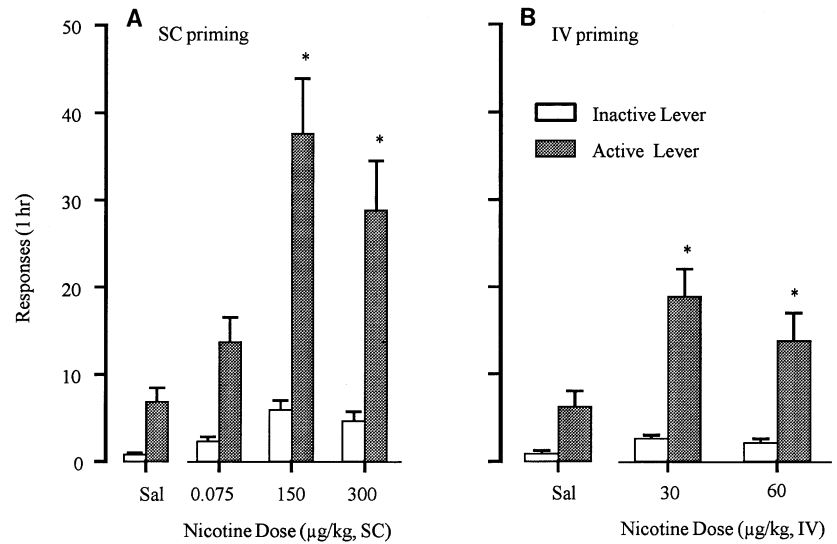 A
SC priming
50
40
30
20
10
0
Responses (1 hr)
*
*
Sal 0.075 150 300
Nicotine Dose (µg/kg, SC)
B
IV priming
Inactive Lever
Active Lever
*
*
Sal 30 60
Nicotine Dose (µg/kg, IV)